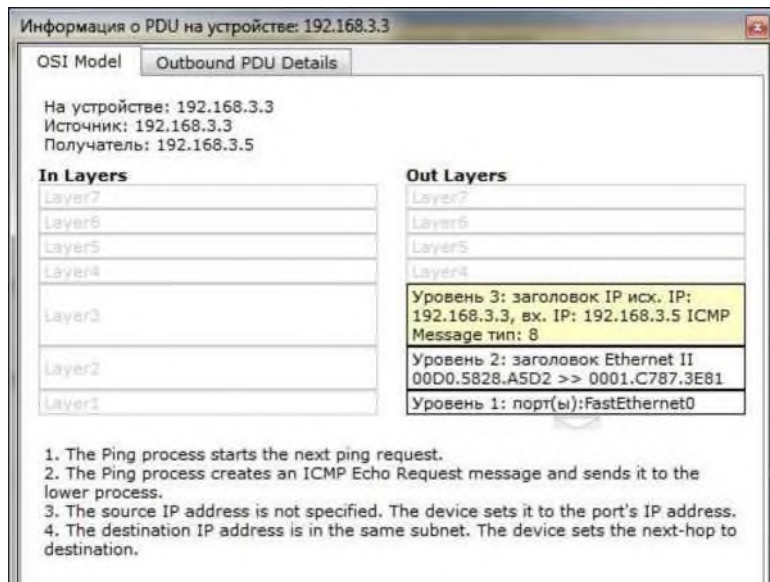 Информация о PDU на устройстве: 192.168.3.3
OSI Model
Outbound PDU Details
На устройстве: 192.168.3.3
Источник: 192.168.3.3
Получатель: 192.168.3.5
In Layers
Layer7
Layer6
Layer5
Layer4
Layer3
Layer2
Layer1
Out Layers
Layer7
Layer6
Layer5
Layer4
Уровень 3: заголовок IP исх. IP:
192.168.3.3, вх. IP: 192.168.3.5 ICMP
Message тип: 8
Уровень 2: заголовок Ethernet II
00D0.5828.A5D2 >> 0001.C787.3E81
Уровень 1: порт(ы):FastEthernet0
1. The Ping process starts the next ping request.
2. The Ping process creates an ICMP Echo Request message and sends it to the
lower process.
3. The source IP address is not specified. The device sets it to the port's IP address.
4. The destination IP address is in the same subnet. The device sets the next-hop to
destination.